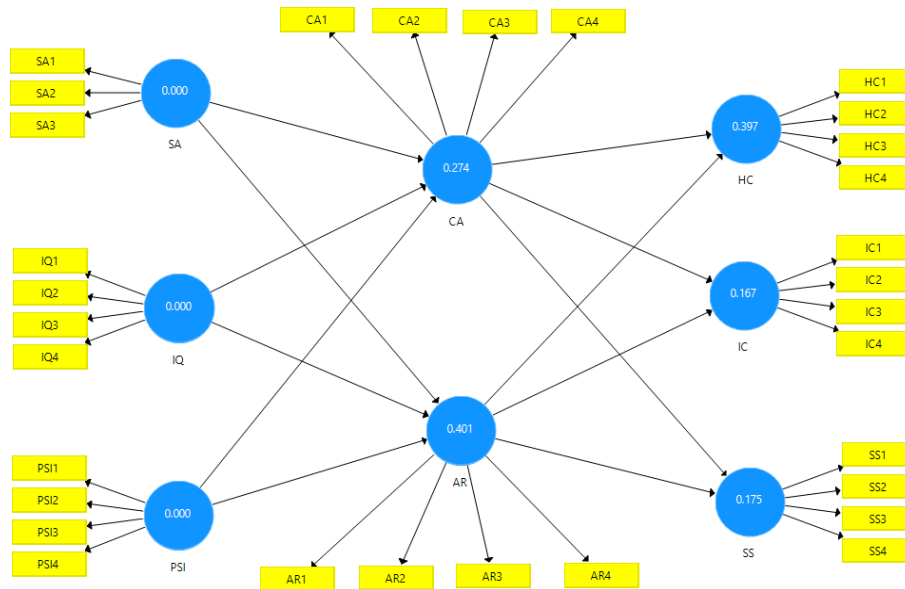 CA1
CA2
CA3
CA4
SA1
SA2
SA3
0.000
SA
0.274
CA
0.397
HC
HC1
HC2
HC3
HC4
IQ1
IQ2
IQ3
IQ4
0.000
IQ
0.167
IC
IC1
IC2
IC3
IC4
PSI1
PSI2
PSI3
PSI4
0.000
PSI
0.401
AR
0.175
SS
SS1
SS2
SS3
SS4
AR1
AR2
AR3
AR4